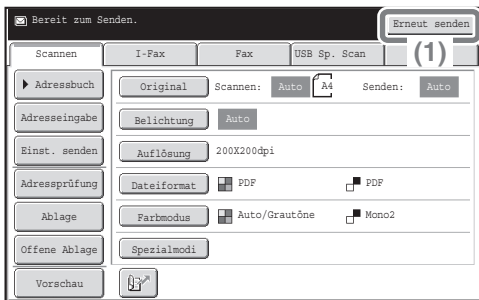 Bereit zum Senden.
Erneut senden
Scannen I-Fax Fax USB Sp. Scan (1)
Adressbuch Original Scannen: Auto A4 Senden: Auto
Adresseingabe Belichtung Auto
Einst. senden Auflösung 200X200dpi
Adressprüfung Dateiformat PDF PDF
Ablage Farbmodus Auto/Grautöne Mono2
Offene Ablage Spezialmodi
Vorschau